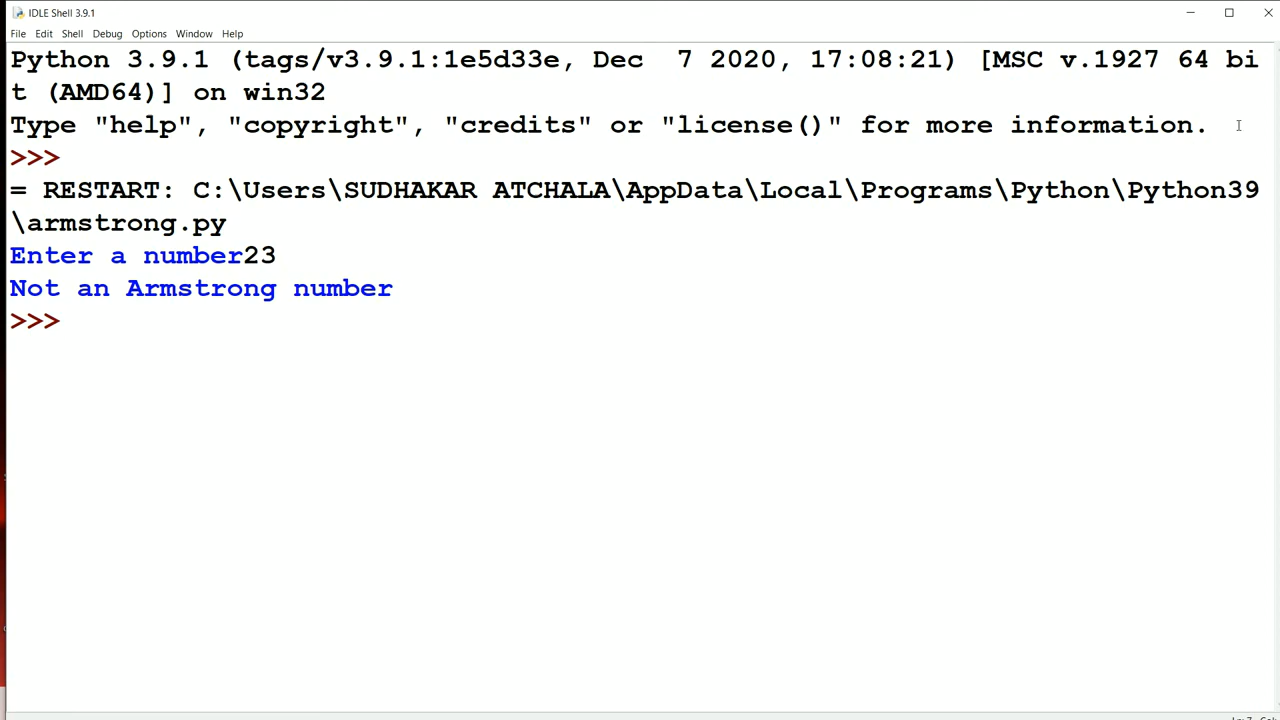 IDLE Shell 3.9.1
File Edit Shell Debug Options Window Help
Python 3.9.1 (tags/v3.9.1:1e5d33e, Dec  7 2020, 17:08:21) [MSC v.1927 64 bi
t (AMD64)] on win32
Type "help", "copyright", "credits" or "license()" for more information.
>>>
= RESTART: C:\Users\SUDHAKAR ATCHALA\AppData\Local\Programs\Python\Python39
\armstrong.py
Enter a number23
Not an Armstrong number
>>>